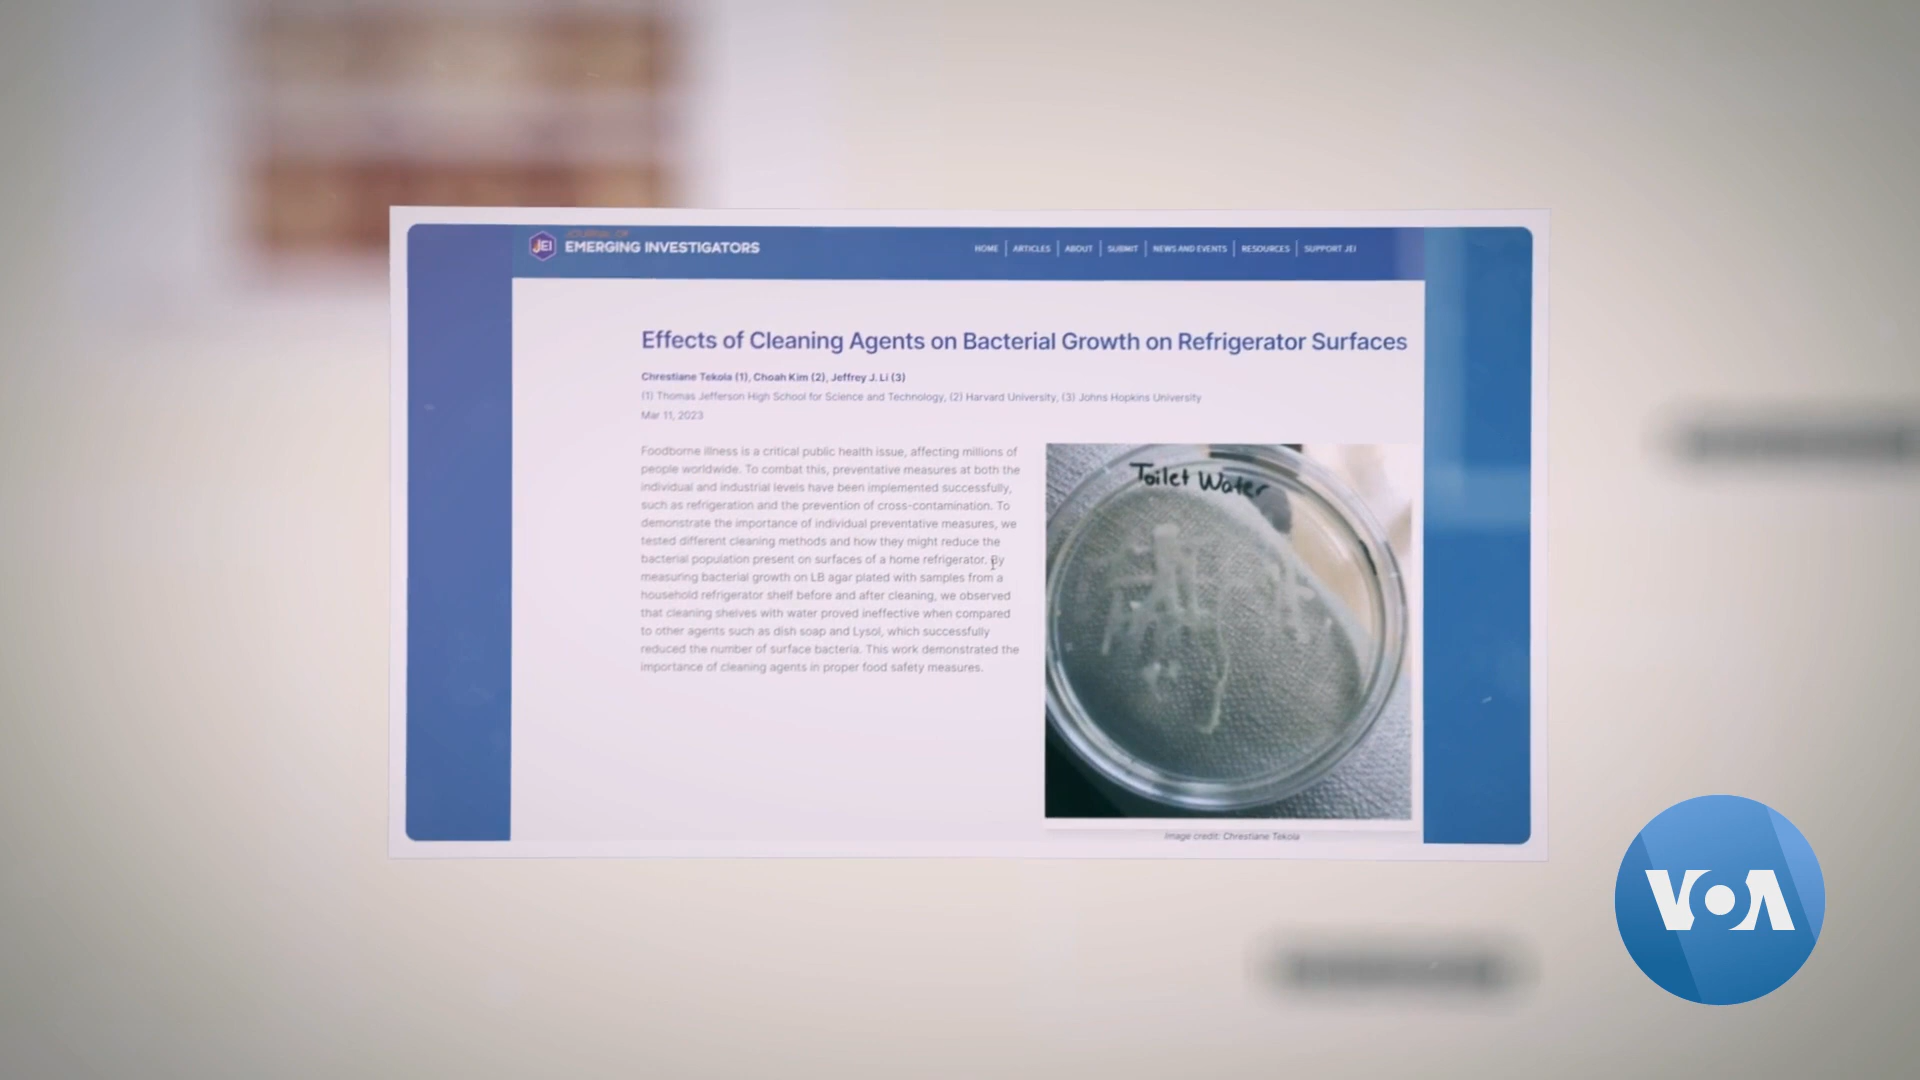 JOURNAL OF
JEI EMERGING INVESTIGATORS
HOME ARTICLES ABOUT SUBMIT NEWS AND EVENTS RESOURCES SUPPORT JEI
Effects of Cleaning Agents on Bacterial Growth on Refrigerator Surfaces
Chrestiane Tekola (1), Choah Kim (2), Jeffrey J. Li (3)
(1) Thomas Jefferson High School for Science and Technology, (2) Harvard University, (3) Johns Hopkins University
Mar 11, 2023
Foodborne illness is a critical public health issue, affecting millions of
people worldwide. To combat this, preventative measures at both the
individual and industrial levels have been implemented successfully,
such as refrigeration and the prevention of cross-contamination. To
demonstrate the importance of individual preventative measures, we
tested different cleaning methods and how they might reduce the
bacterial population present on surfaces of a home refrigerator. By
measuring bacterial growth on LB agar plated with samples from a
household refrigerator shelf before and after cleaning, we observed
that cleaning shelves with water proved ineffective when compared
to other agents such as dish soap and Lysol, which successfully
reduced the number of surface bacteria. This work demonstrated the
importance of cleaning agents in proper food safety measures.
Toilet Water
Image credit: Chrestiane Tekola
VOA